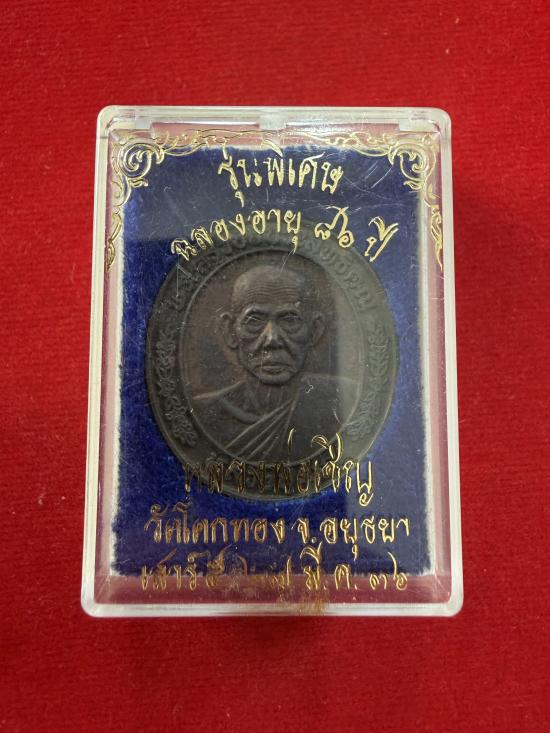 รุ่นพิเศษ
ฉลองอายุ ๘๖ ปี
หลวงพ่อเชิญ
วัดโคกทอง จ.อยุธยา
เสาร์๕ ๒๗ มี.ค. ๓๖